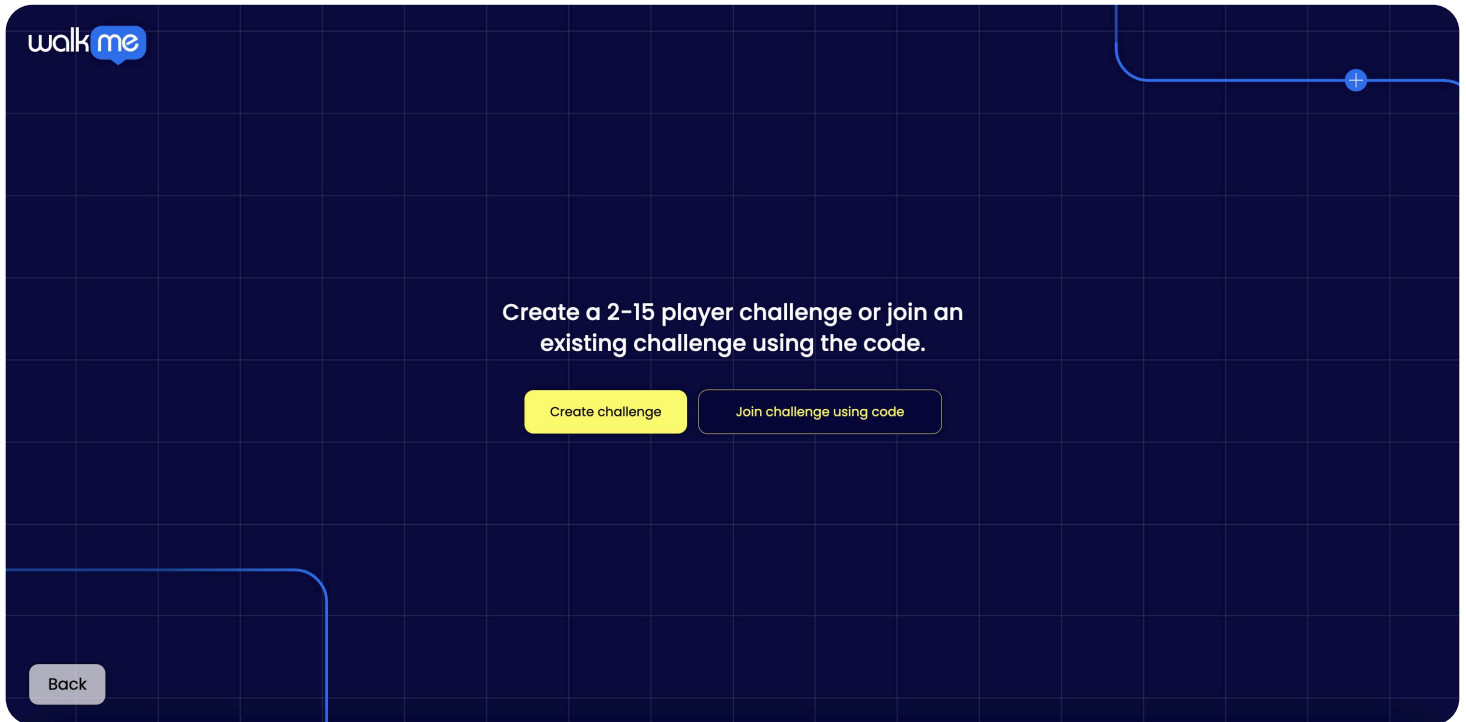 walkme
Create a 2-15 player challenge or join an
existing challenge using the code.
Create challenge
Join challenge using code
Back